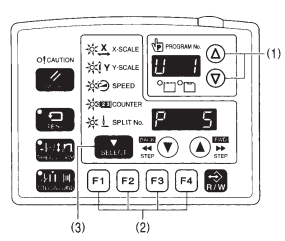 X X-SCALE
PROGRAM No.
(1)
CAUTION
Y Y-SCALE
U 1
SPEED
123 COUNTER
SPLIT No.
P 5
BACK
FWD
SELECT
STEP
STEP
F1 F2 F3 F4
R/W
(3)
(2)